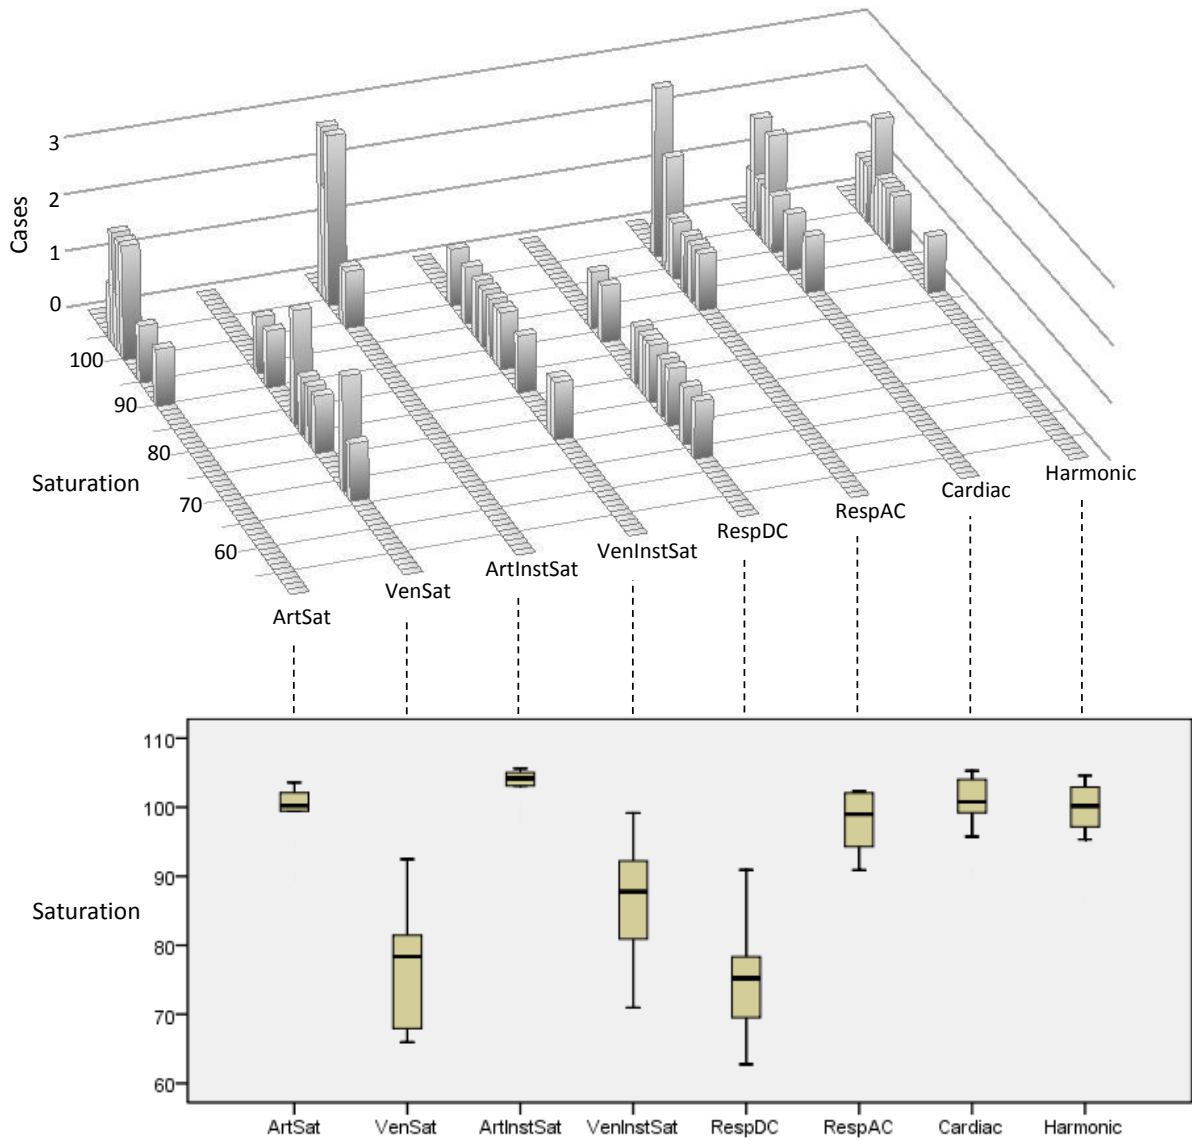 3
2
Cases
1
0
100
90
80
Saturation
70
60
ArtSat
VenSat
ArtInstSat
VenInstSat
RespDC
RespAC
Cardiac
Harmonic
110
100
90
Saturation
80
70
60
ArtSat VenSat ArtInstSat VenInstSat RespDC RespAC Cardiac Harmonic